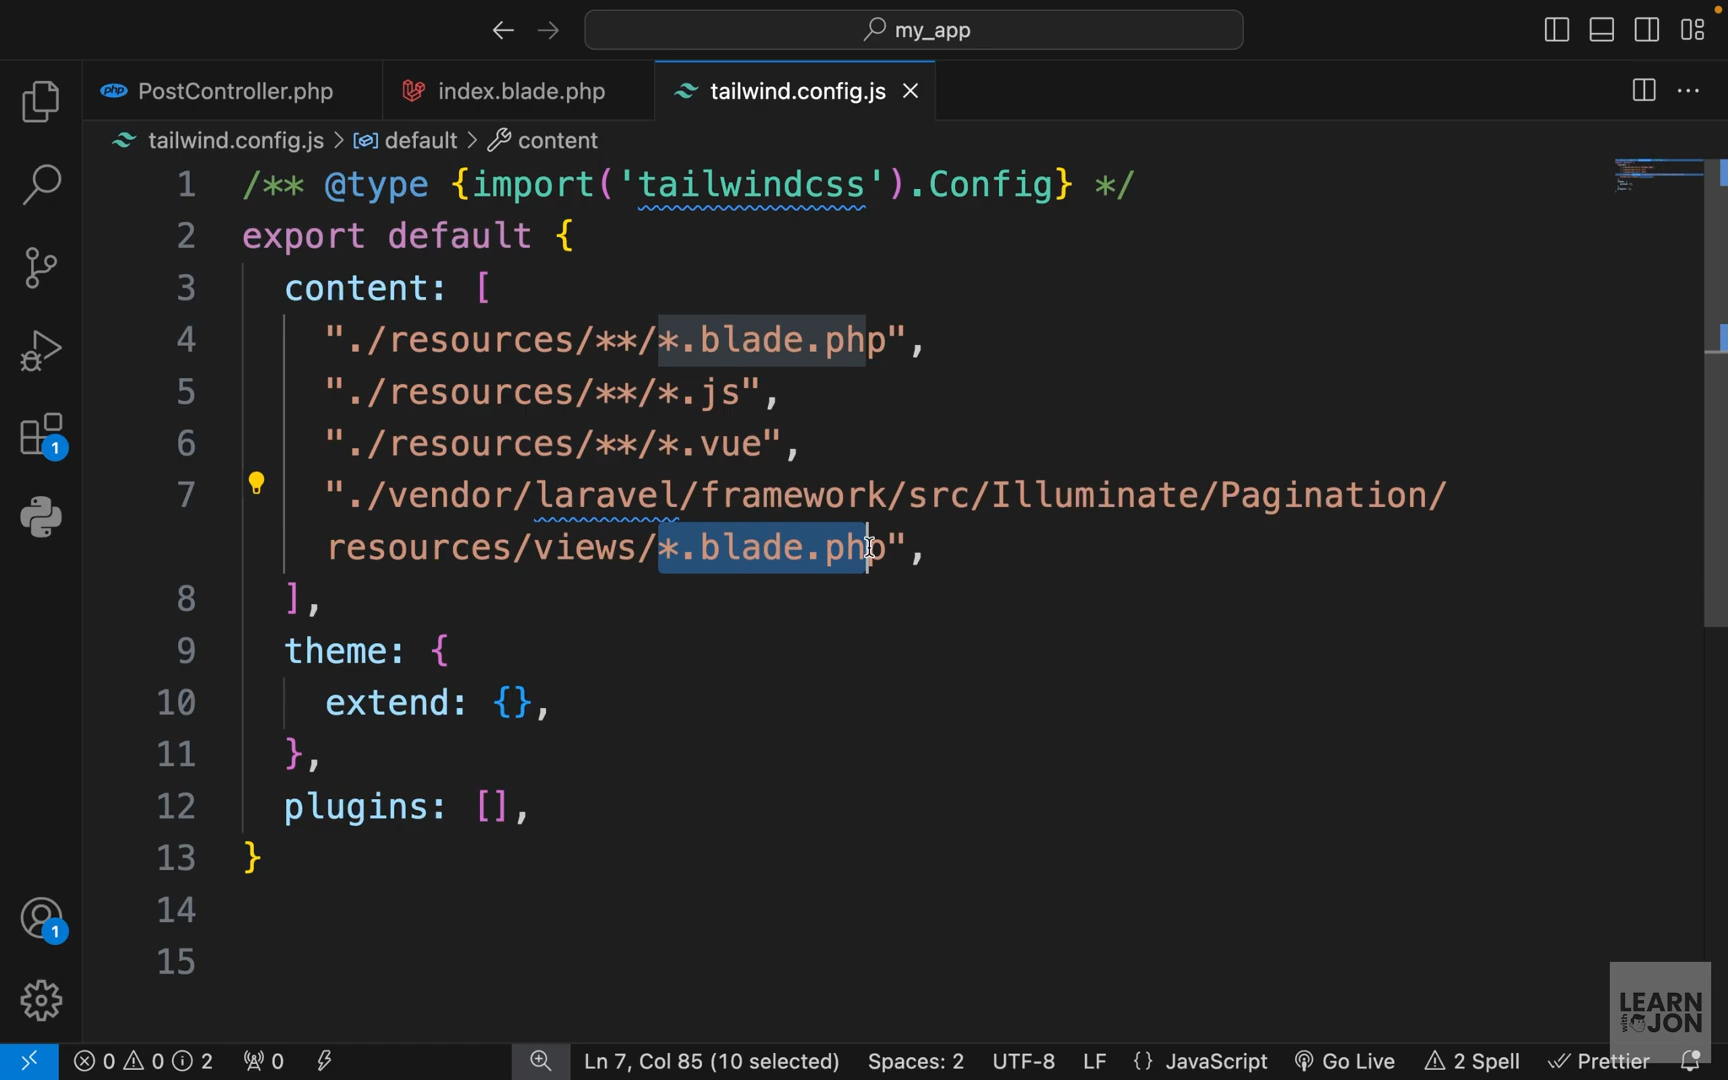 my_app
PostController.php
index.blade.php
tailwind.config.js
tailwind.config.js > default > content
1 /** @type {import('tailwindcss').Config} */
2 export default {
3 content: [
4 "./resources/**/*.blade.php",
5 "./resources/**/*.js",
6 "./resources/**/*.vue",
7 "./vendor/laravel/framework/src/Illuminate/Pagination/
resources/views/*.blade.php",
8 ],
9 theme: {
10 extend: {},
11 },
12 plugins: [],
13 }
14
15
1
1
LEARN
with JON
0 0 2 0 Ln 7, Col 85 (10 selected) Spaces: 2 UTF-8 LF {} JavaScript Go Live 2 Spell Prettier